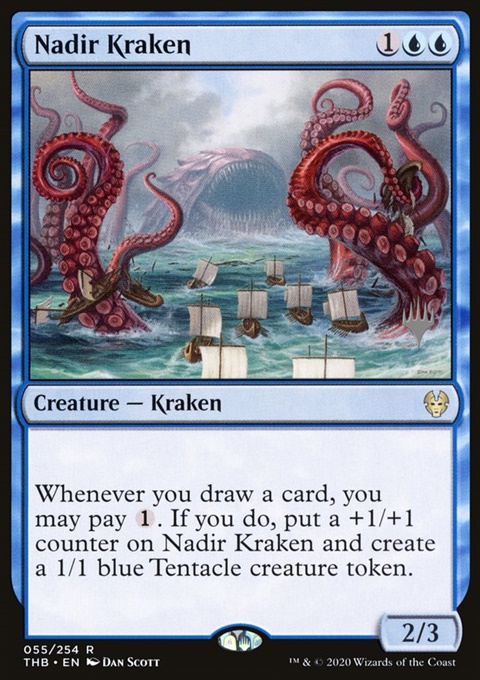 Nadir Kraken 1
Creature — Kraken
Whenever you draw a card, you
may pay 1. If you do, put a +1/+1
counter on Nadir Kraken and create
a 1/1 blue Tentacle creature token.
2/3
055/254 R
THB • EN DAN SCOTT
™ & © 2020 Wizards of the Coast